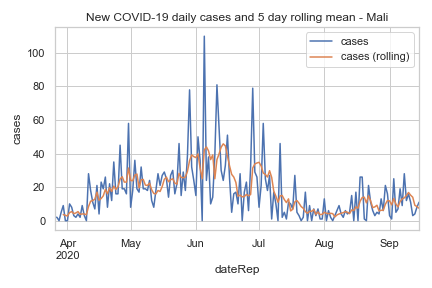 New COVID-19 daily cases and 5 day rolling mean - Mali
cases
cases (rolling)
cases
100
80
60
40
20
0
Apr
2020
May
Jun
Jul
Aug
Sep
dateRep